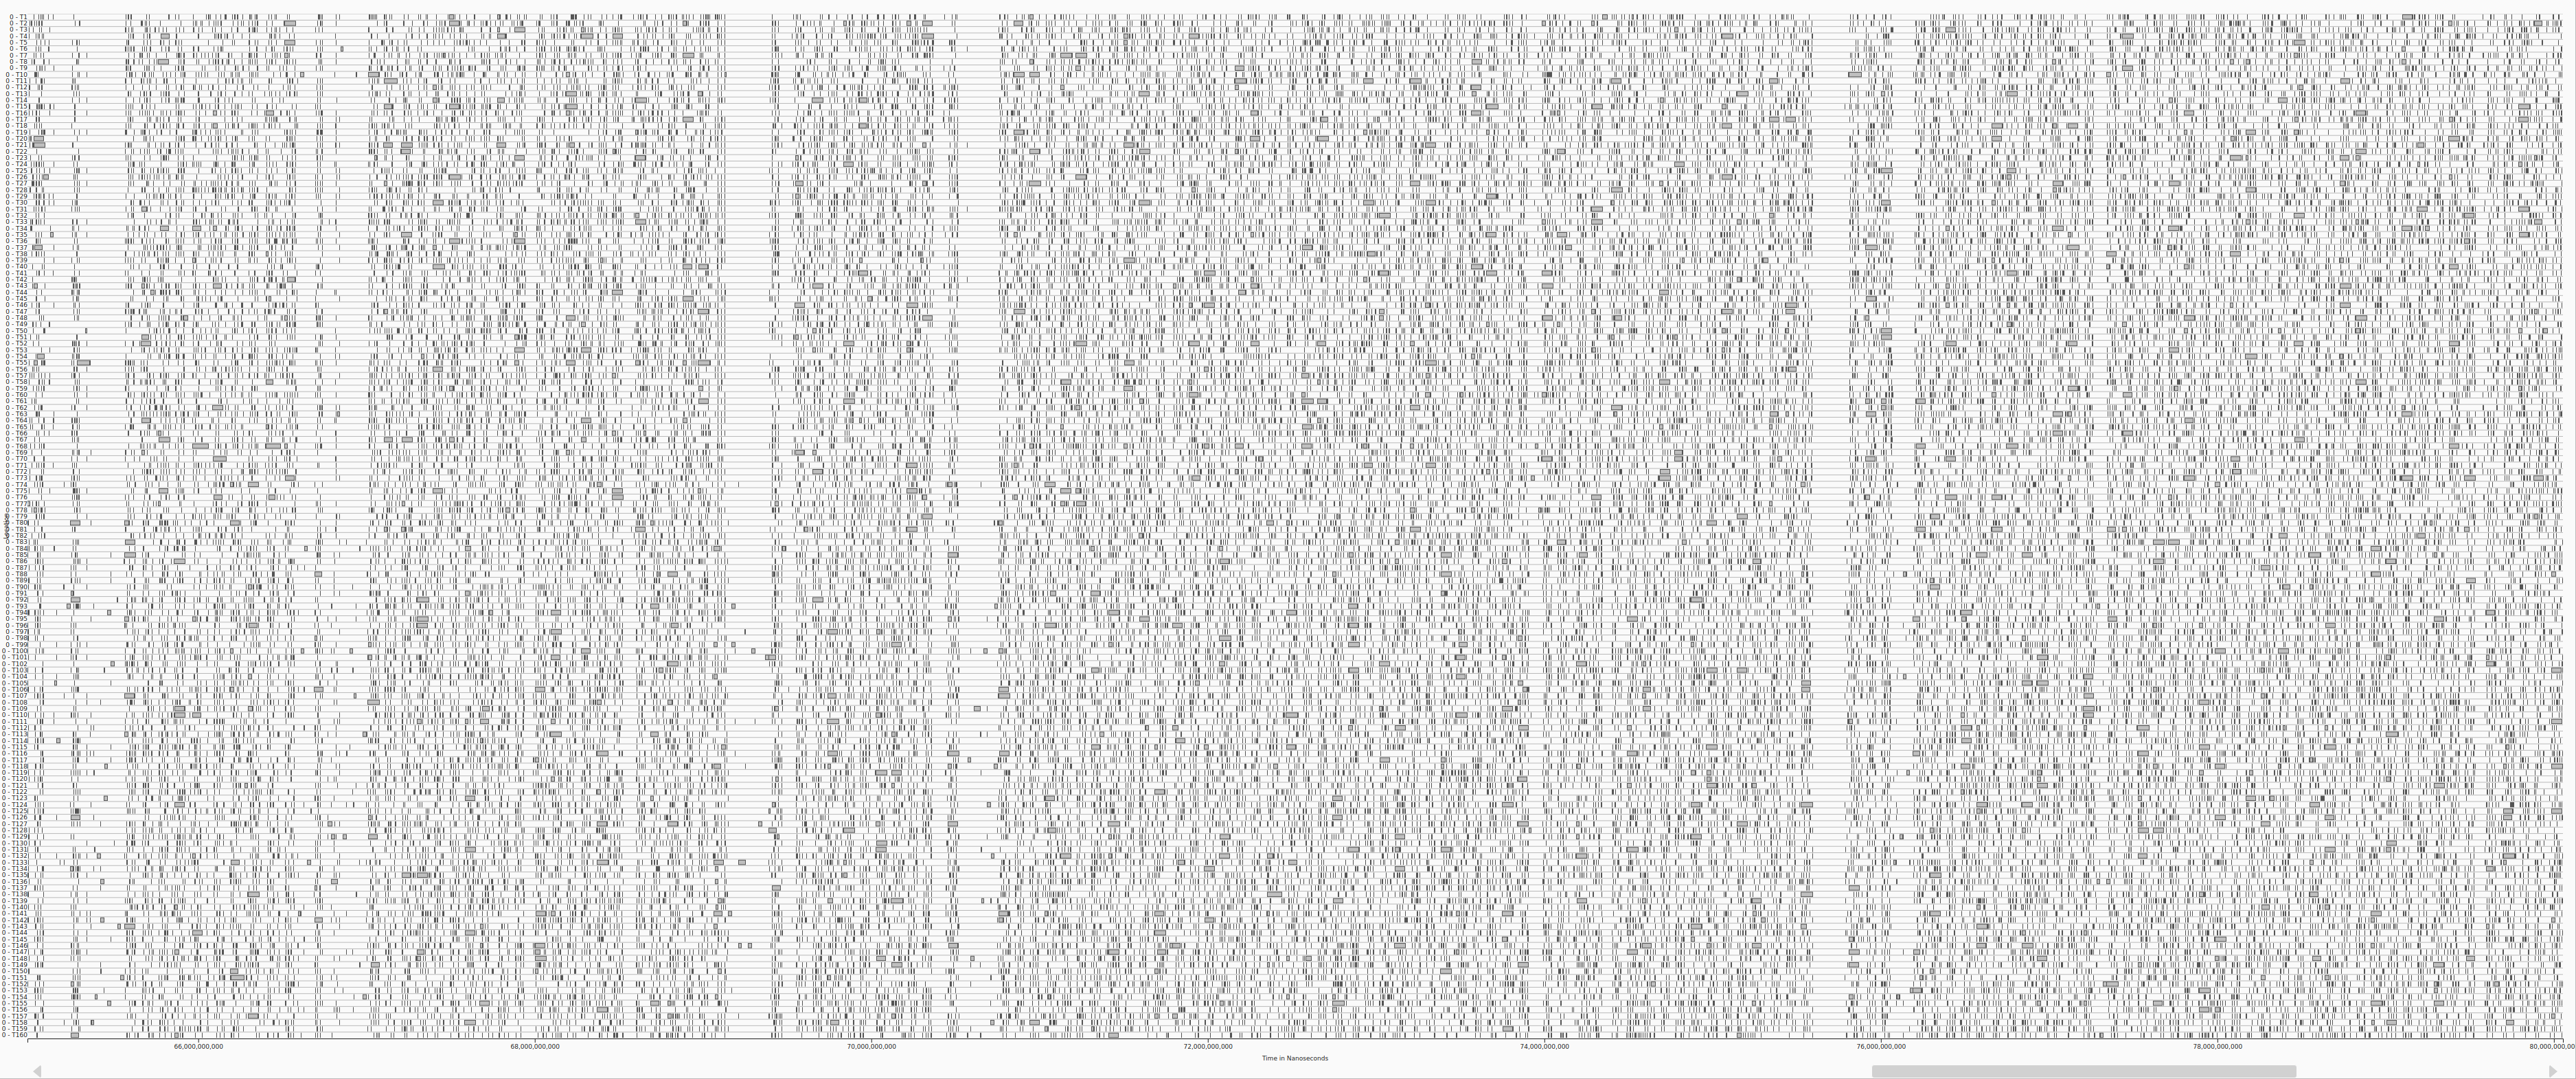 0 - T1
0 - T2
0 - T3
0 - T4
0 - T5
0 - T6
0 - T7
0 - T8
0 - T9
0 - T10
0 - T11
0 - T12
0 - T13
0 - T14
0 - T15
0 - T16
0 - T17
0 - T18
0 - T19
0 - T20
0 - T21
0 - T22
0 - T23
0 - T24
0 - T25
0 - T26
0 - T27
0 - T28
0 - T29
0 - T30
0 - T31
0 - T32
0 - T33
0 - T34
0 - T35
0 - T36
0 - T37
0 - T38
0 - T39
0 - T40
0 - T41
0 - T42
0 - T43
0 - T44
0 - T45
0 - T46
0 - T47
0 - T48
0 - T49
0 - T50
0 - T51
0 - T52
0 - T53
0 - T54
0 - T55
0 - T56
0 - T57
0 - T58
0 - T59
0 - T60
0 - T61
0 - T62
0 - T63
0 - T64
0 - T65
0 - T66
0 - T67
0 - T68
0 - T69
0 - T70
0 - T71
0 - T72
0 - T73
0 - T74
0 - T75
0 - T76
0 - T77
0 - T78
0 - T79
0 - T80
0 - T81
0 - T82
0 - T83
0 - T84
0 - T85
0 - T86
0 - T87
0 - T88
0 - T89
0 - T90
0 - T91
0 - T92
0 - T93
0 - T94
0 - T95
0 - T96
0 - T97
0 - T98
0 - T99
0 - T100
0 - T101
0 - T102
0 - T103
0 - T104
0 - T105
0 - T106
0 - T107
0 - T108
0 - T109
0 - T110
0 - T111
0 - T112
0 - T113
0 - T114
0 - T115
0 - T116
0 - T117
0 - T118
0 - T119
0 - T120
0 - T121
0 - T122
0 - T123
0 - T124
0 - T125
0 - T126
0 - T127
0 - T128
0 - T129
0 - T130
0 - T131
0 - T132
0 - T133
0 - T134
0 - T135
0 - T136
0 - T137
0 - T138
0 - T139
0 - T140
0 - T141
0 - T142
0 - T143
0 - T144
0 - T145
0 - T146
0 - T147
0 - T148
0 - T149
0 - T150
0 - T151
0 - T152
0 - T153
0 - T154
0 - T155
0 - T156
0 - T157
0 - T158
0 - T159
0 - T160
66,000,000,000 68,000,000,000 70,000,000,000 72,000,000,000 74,000,000,000 76,000,000,000 78,000,000,000 80,000,000,00
Time in Nanoseconds